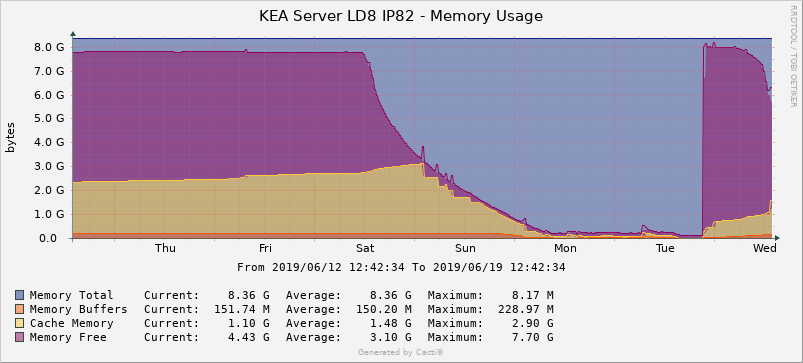 KEA Server LD8 IP82 - Memory Usage
RRDTOOL / TOBI OETIKER
bytes
8.0 G
7.0 G
6.0 G
5.0 G
4.0 G
3.0 G
2.0 G
1.0 G
0.0
Thu Fri Sat Sun Mon Tue Wed
From 2019/06/12 12:42:34 To 2019/06/19 12:42:34
Memory Total Current: 8.36 G Average: 8.36 G Maximum: 8.17 M
Memory Buffers Current: 151.74 M Average: 150.20 M Maximum: 228.97 M
Cache Memory Current: 1.10 G Average: 1.48 G Maximum: 2.90 G
Memory Free Current: 4.43 G Average: 3.10 G Maximum: 7.70 G
Generated by Cacti®